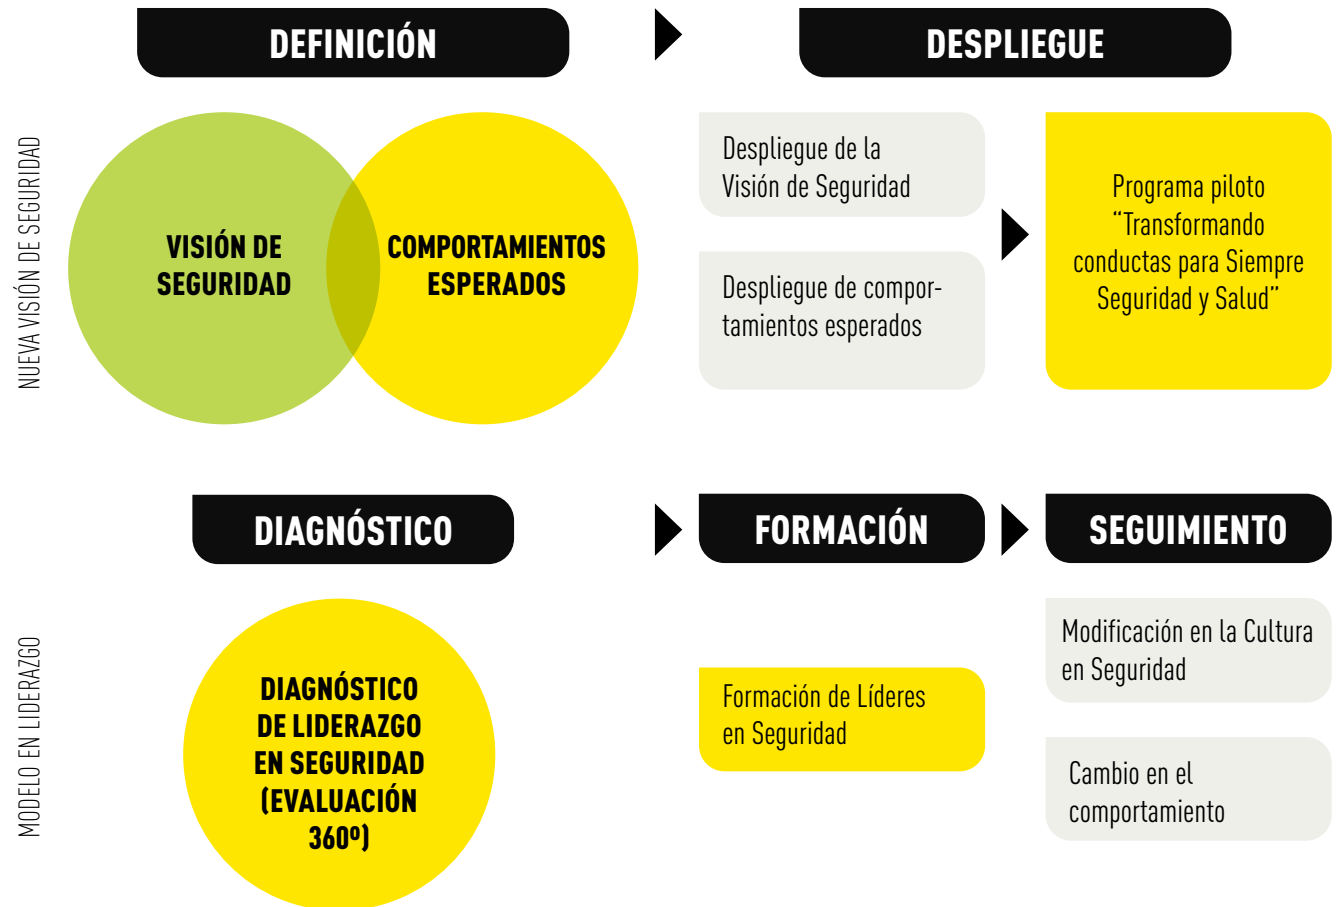 DEFINICIÓN
DESPLIEGUE
NUEVA VISIÓN DE SEGURIDAD
VISIÓN DE
SEGURIDAD
COMPORTAMIENTOS
ESPERADOS
Despliegue de la
Visión de Seguridad
Despliegue de compor-
tamientos esperados
Programa piloto
“Transformando
conductas para Siempre
Seguridad y Salud”
DIAGNÓSTICO
FORMACIÓN
SEGUIMIENTO
MODELO EN LIDERAZGO
DIAGNÓSTICO
DE LIDERAZGO
EN SEGURIDAD
(EVALUACIÓN
360º)
Formación de Líderes
en Seguridad
Modificación en la Cultura
en Seguridad
Cambio en el
comportamiento